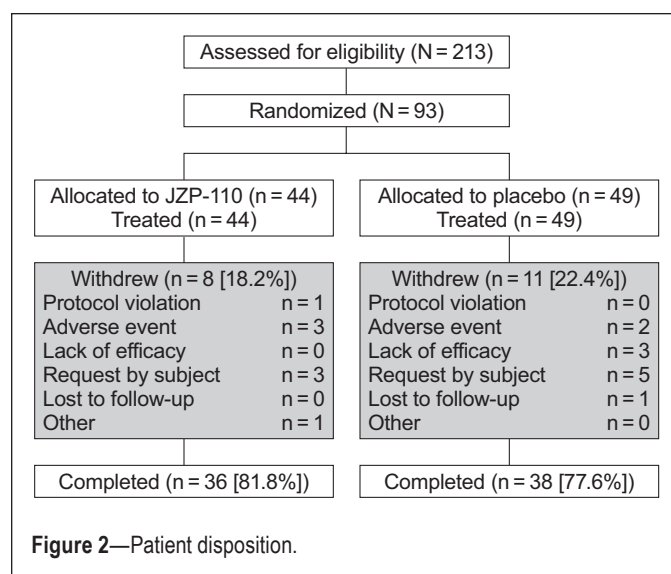 Assessed for eligibility (N = 213)
Randomized (N = 93)
Allocated to JZP-110 (n = 44)
Treated (n = 44)
Allocated to placebo (n = 49)
Treated (n = 49)
Withdrew (n = 8 [18.2%])
Protocol violation n = 1
Adverse event n = 3
Lack of efficacy n = 0
Request by subject n = 3
Lost to follow-up n = 0
Other n = 1
Withdrew (n = 11 [22.4%])
Protocol violation n = 0
Adverse event n = 2
Lack of efficacy n = 3
Request by subject n = 5
Lost to follow-up n = 1
Other n = 0
Completed (n = 36 [81.8%])
Completed (n = 38 [77.6%])
Figure 2—Patient disposition.